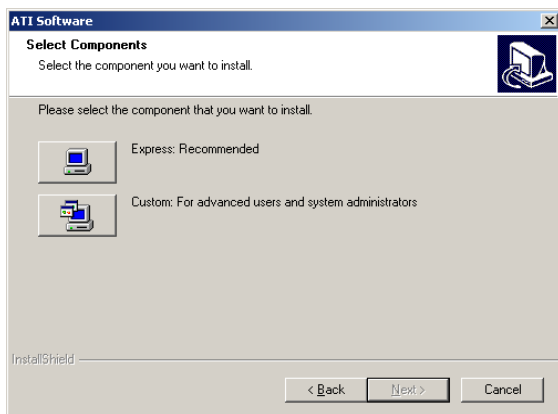 ATI Software
Select Components
Select the component you want to install.
Please select the component that you want to install.
Express: Recommended
Custom: For advanced users and system administrators
InstallShield
< Back
Next >
Cancel